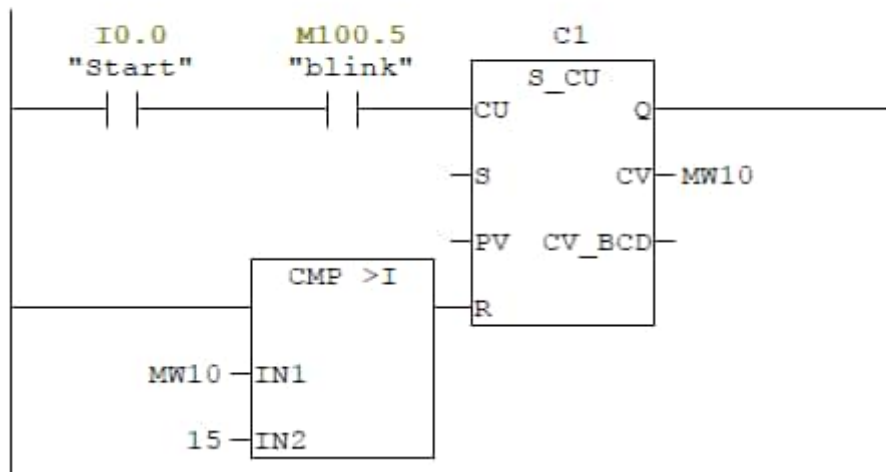 I0.0 M100.5 C1
"Start" "blink" S_CU
CU Q
S CV MW10
PV CV_BCD
CMP >I
R
MW10 IN1
15 IN2